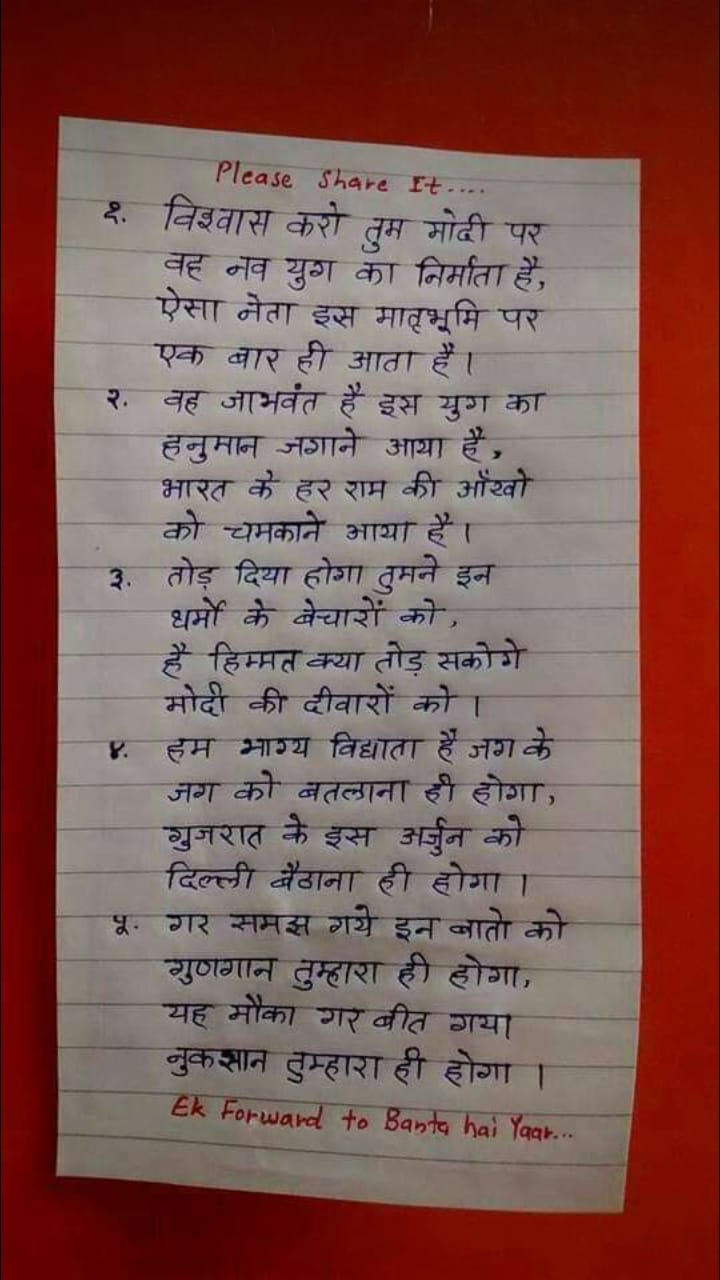 Please Share It....
१. विश्वास करो तुम मोदी पर
वह नव युग का निर्माता है,
ऐसा नेता इस मातृभूमि पर
एक बार ही आता है।
२. वह जाभवंत है इस युग का
हनुमान जगाने आया है,
भारत के हर राम की आँखो
को चमकाने आया है।
३. तोड़ दिया होगा तुमने इन
धर्मो के बेचारों को,
है हिम्मत क्या तोड़ सकोगे
मोदी की दीवारों को।
४. हम भाग्य विद्याता है जग के
जग को बतलाना ही होगा,
गुजरात के इस अर्जुन को
दिल्ली बैठाना ही होगा।
५. गर समझ गये इन बातो को
गुणगान तुम्हारा ही होगा,
यह मौका गर बीत गया
नुकसान तुम्हारा ही होगा।
Ek Forward to Banta hai Yaar...